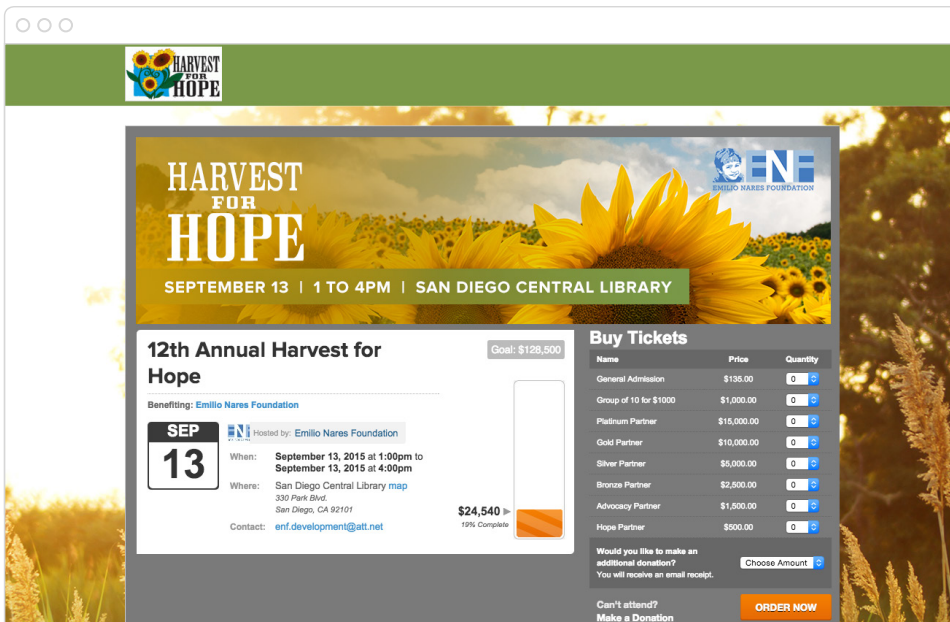 HARVEST
FOR
HOPE
HARVEST
FOR
HOPE
ENF
EMILIO NARES FOUNDATION
SEPTEMBER 13 | 1 TO 4PM | SAN DIEGO CENTRAL LIBRARY
12th Annual Harvest for
Hope
Goal: $128,500
Benefiting: Emilio Nares Foundation
SEP
13
ENF Hosted by: Emilio Nares Foundation
When: September 13, 2015 at 1:00pm to
September 13, 2015 at 4:00pm
Where: San Diego Central Library map
330 Park Blvd.
San Diego, CA 92101
Contact: enf.development@att.net
$24,540
19% Complete
Buy Tickets
Name Price Quantity
General Admission $135.00 0
Group of 10 for $1000 $1,000.00 0
Platinum Partner $15,000.00 0
Gold Partner $10,000.00 0
Silver Partner $5,000.00 0
Bronze Partner $2,500.00 0
Advocacy Partner $1,500.00 0
Hope Partner $500.00 0
Would you like to make an
additional donation?
You will receive an email receipt.
Choose Amount
Can't attend?
Make a Donation
ORDER NOW